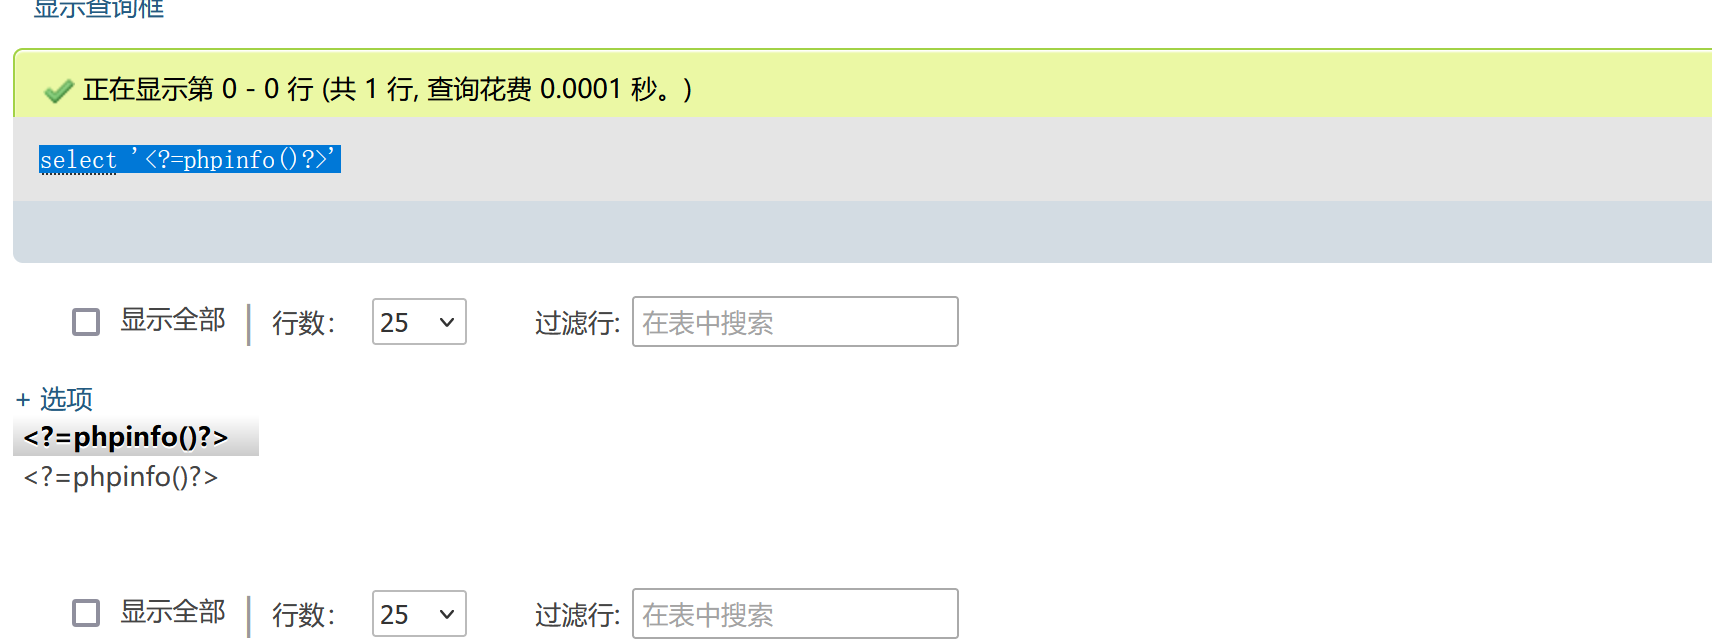 显示查询框
正在显示第 0 - 0 行 (共 1 行, 查询花费 0.0001 秒。)
select '<?=phpinfo()?>'
显示全部 | 行数： 25 过滤行: 在表中搜索
+ 选项
<?=phpinfo()?>
<?=phpinfo()?>
显示全部 | 行数： 25 过滤行: 在表中搜索